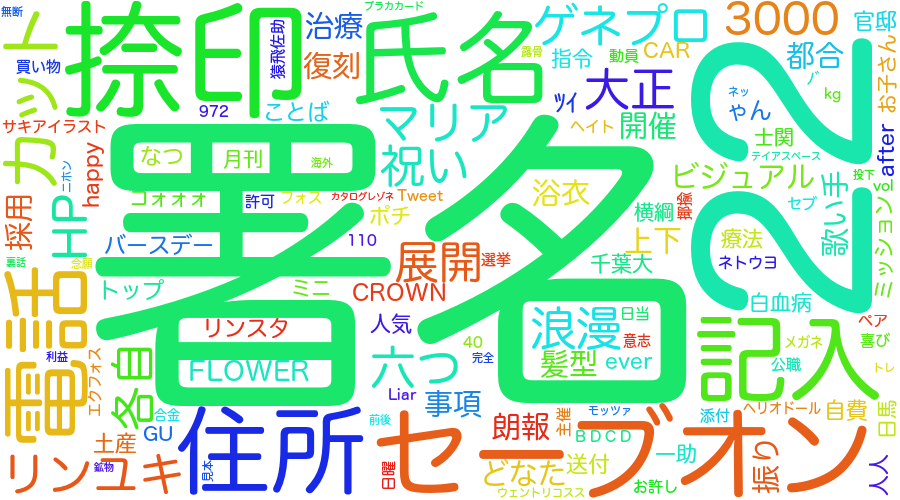 無断
プラカカード
カット
買い物
捺印
972
猿飛佐助
治療
復刻
ことば
氏名
ゲネプロ
露骨
指令
動員
CAR
ツイ
大正
3000
都合
官邸
お子さん
kg
ネッ
ゃん
22
after
サキアイラスト
ニホン
happy
なつ
月刊
海外
マリア
祝い
ヘイト
開催
士関
テイアスペース
投下
vol
ビジュアル
セブ
歌い手
ミッション
採用
HP
コォォォ
許可
フォス
カタログレゾネ
Tweet
ポチ
浴衣
横綱
署名
裏話
バースデー
110
展開
選挙
上下
療法
ネトウヨ
千葉大
電話
トップ
ミニ
CROWN
白血病
利益
エクフォス
各自
リンスタ
人気
浪漫
日当
意志
記入
ペア
喜び
メガネ
FLOWER
六つ
40
完全
髪型
ever
公職
トレ
Liar
事項
合金
GU
土産
住所
前後
セーブオン
モッツァ
添付
ヘリオドール
自費
日馬
リンユキ
鉱物
見本
日曜
朗報
主催
BDCD
どなた
送付
一助
振り
ウェントリコスス
お許し
人人